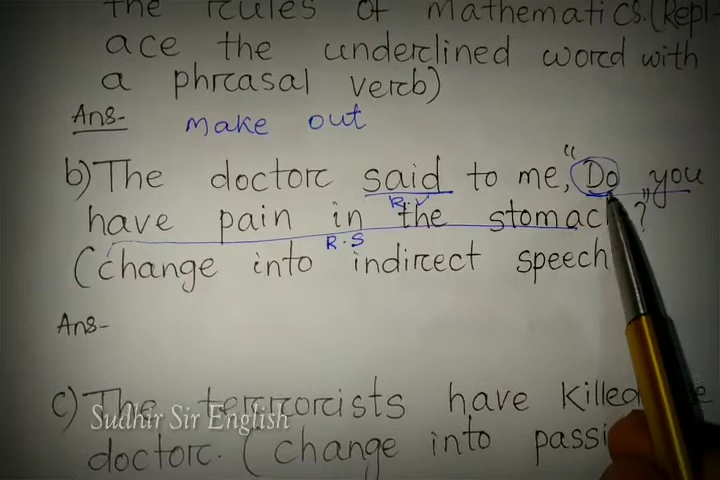 the rules of Mathematics.(Repl-
ace the underlined word with
a phrasal verb)
Ans- make out
b)The doctor said to me,"Do you
R.V
have pain in the stomach"?
R.S
(change into indirect speech
Ans-
c)The terrorists have Killed
Sudhir Sir English
doctor. (change into